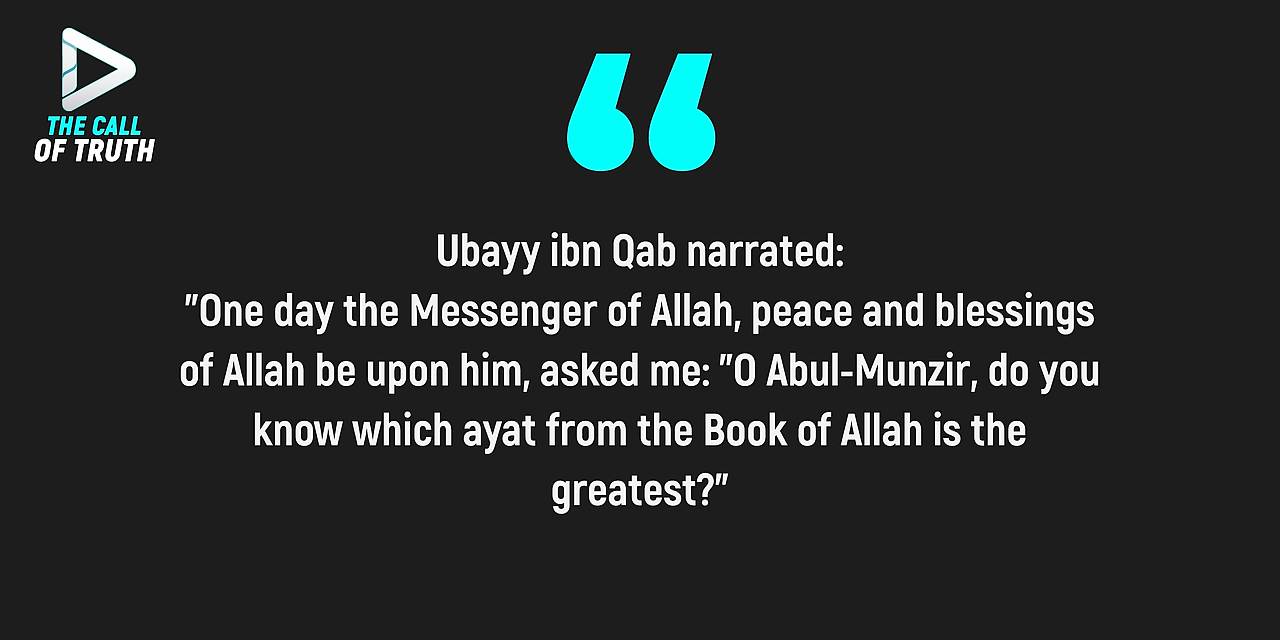 THE CALL
OF TRUTH
Ubayy ibn Qab narrated:
"One day the Messenger of Allah, peace and blessings
of Allah be upon him, asked me: "O Abul-Munzir, do you
know which ayat from the Book of Allah is the
greatest?"